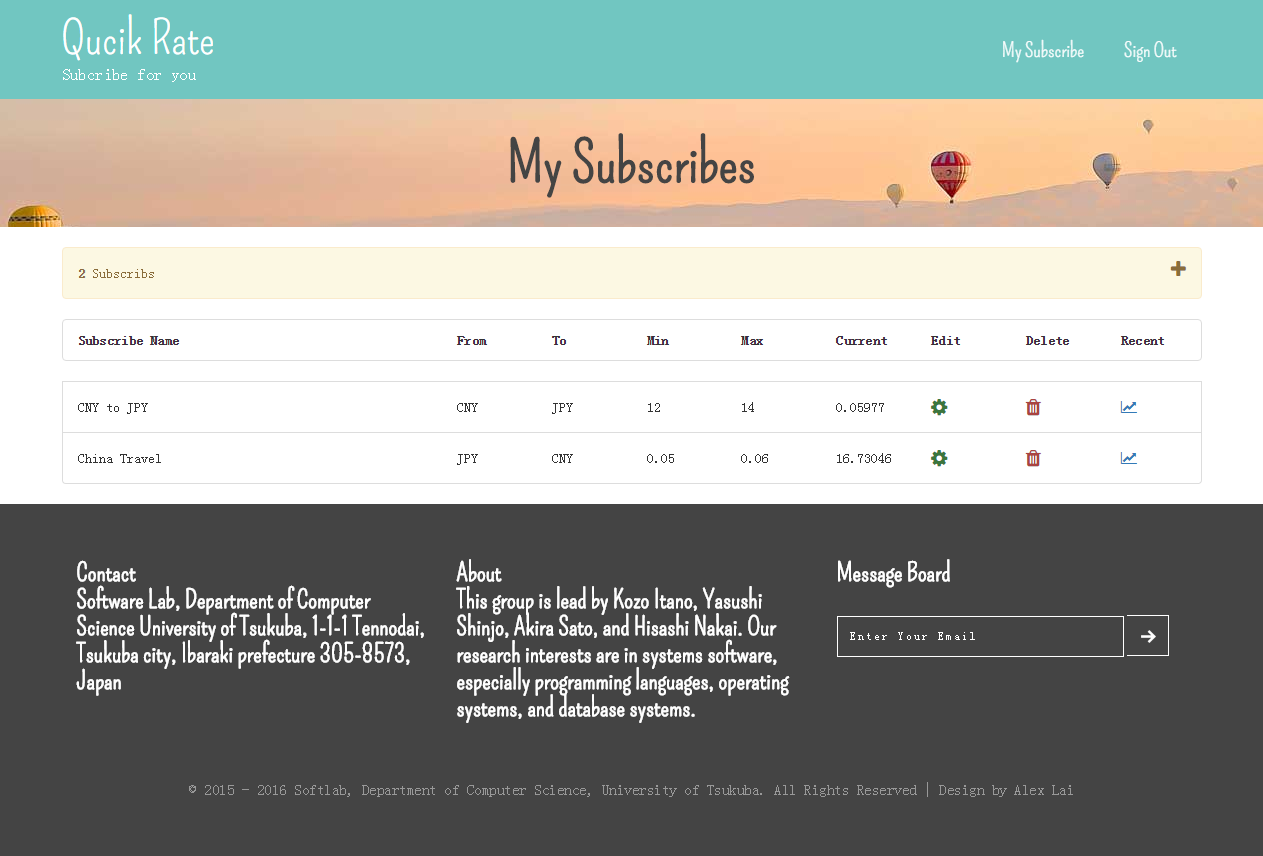 Qucik Rate
Subcribe for you
My Subscribe
Sign Out
My Subscribes
2 Subscribs
Subscribe Name From To Min Max Current Edit Delete Recent
CNY to JPY CNY JPY 12 14 0.05977
China Travel JPY CNY 0.05 0.06 16.73046
Contact
Software Lab, Department of Computer
Science University of Tsukuba, 1-1-1 Tennodai,
Tsukuba city, Ibaraki prefecture 305-8573,
Japan
About
This group is lead by Kozo Itano, Yasushi
Shinjo, Akira Sato, and Hisashi Nakai. Our
research interests are in systems software,
especially programming languages, operating
systems, and database systems.
Message Board
Enter Your Email
© 2015 - 2016 Softlab, Department of Computer Science, University of Tsukuba. All Rights Reserved | Design by Alex Lai